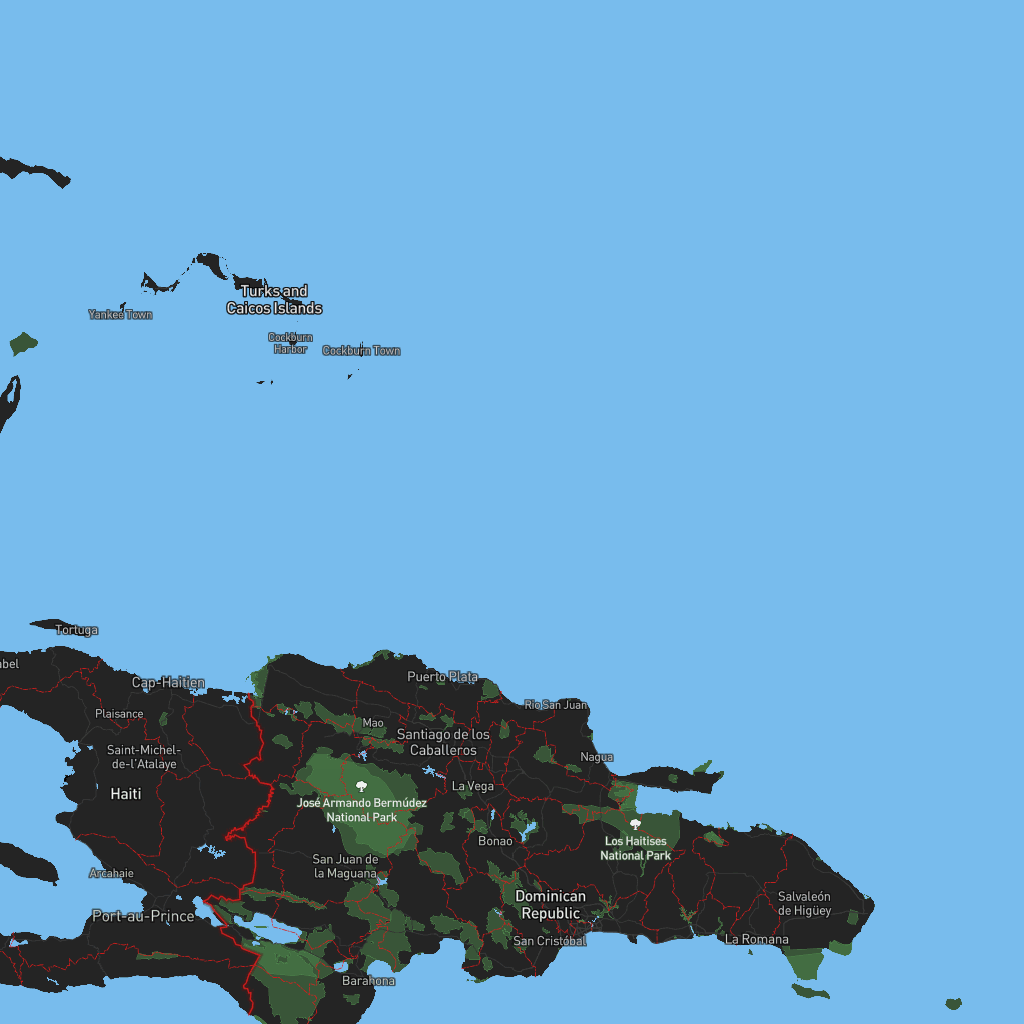 Turks and
Caicos Islands
Yankee Town
Cockburn
Harbor
Cockburn Town
Tortuga
abel
Cap-Haitien
Puerto Plata
Rio San Juan
Plaisance
Mao
Santiago de los
Caballeros
Saint-Michel-
de-l'Atalaye
Nagua
Haiti
La Vega
José Armando Bermúdez
National Park
Bonao
Los Haitises
National Park
San Juan de
la Maguana
Arcahaie
Dominican
Republic
Salvaleón
de Higüey
Port-au-Prince
San Cristóbal
La Romana
Barahona